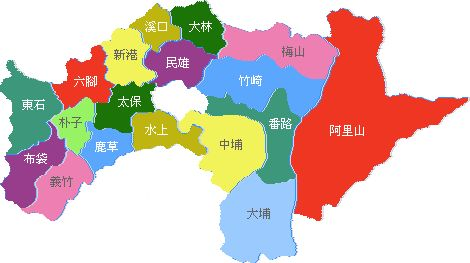 溪口
大林
新港
梅山
民雄
六腳
竹崎
東石
太保
朴子
番路
阿里山
水上
鹿草
中埔
布袋
義竹
大埔